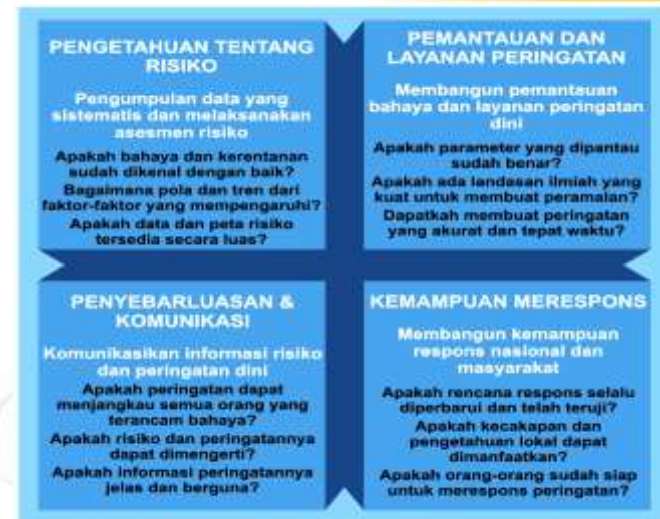 PENGETAHUAN TENTANG
RISIKO
Pengumpulan data yang
sistematis dan melaksanakan
asesmen risiko
Apakah bahaya dan kerentanan
sudah dikenal dengan baik?
Bagaimana pola dan tren dari
faktor-faktor yang mempengaruhi?
Apakah data dan peta risiko
tersedia secara luas?
PEMANTAUAN DAN
LAYANAN PERINGATAN
Membangun pemantauan
bahaya dan layanan peringatan
dini
Apakah parameter yang dipantau
sudah benar?
Apakah ada landasan ilmiah yang
kuat untuk membuat peramalan?
Dapatkah membuat peringatan
yang akurat dan tepat waktu?
PENYEBARLUASAN &
KOMUNIKASI
Komunikasikan informasi risiko
dan peringatan dini
Apakah peringatan dapat
menjangkau semua orang yang
terancam bahaya?
Apakah risiko dan peringatannya
dapat dimengerti?
Apakah informasi peringatannya
jelas dan berguna?
KEMAMPUAN MERESPONS
Membangun kemampuan
respons nasional dan
masyarakat
Apakah rencana respons selalu
diperbarui dan telah teruji?
Apakah kecakapan dan
pengetahuan lokal dapat
dimanfaatkan?
Apakah orang-orang sudah siap
untuk merespons peringatan?